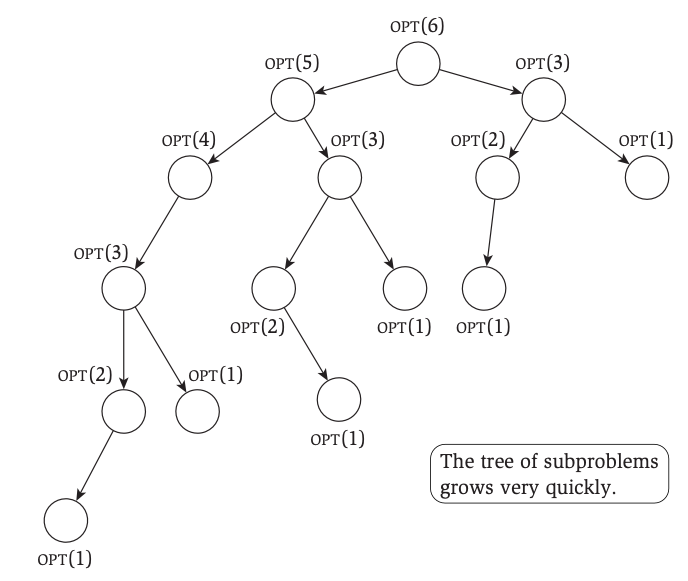 OPT(6)
OPT(5)
OPT(3)
OPT(4)
OPT(3)
OPT(2)
OPT(1)
OPT(3)
OPT(2)
OPT(1)
OPT(1)
OPT(2)
OPT(1)
OPT(1)
The tree of subproblems
grows very quickly.
OPT(1)